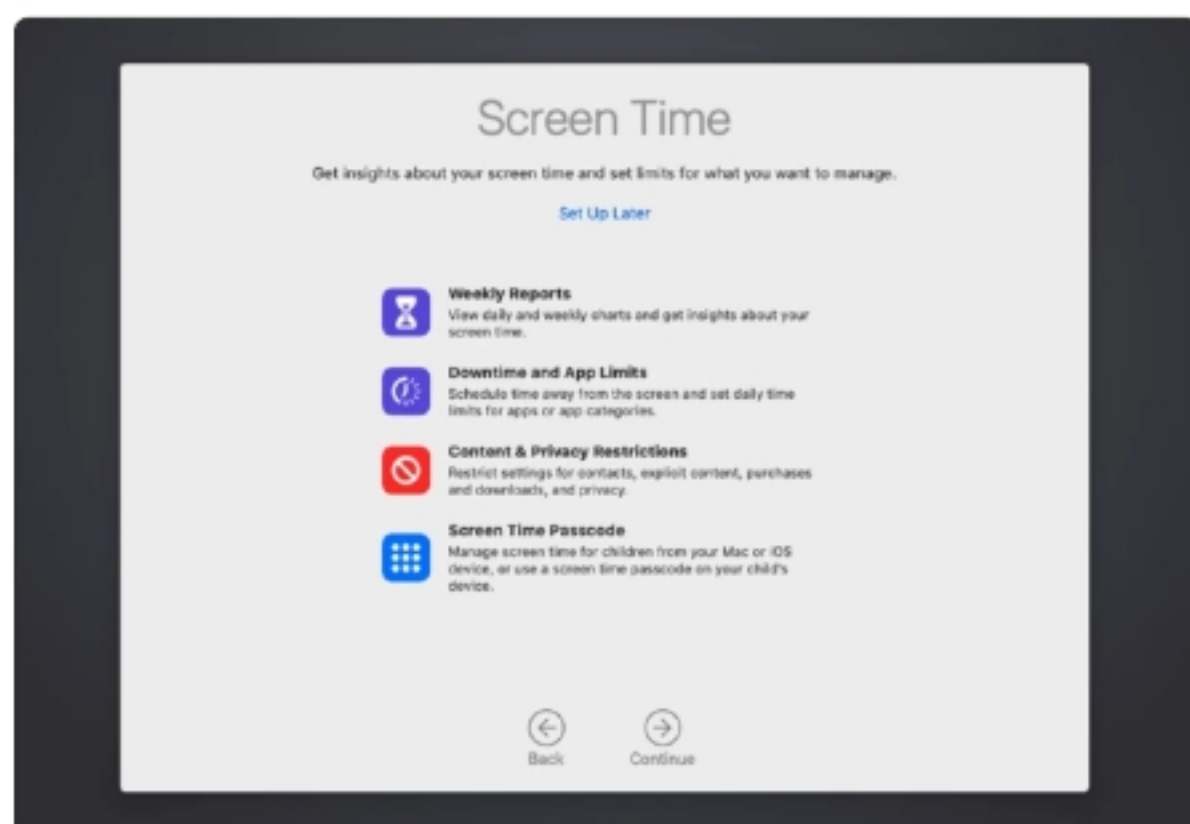 Screen Time
Get insights about your screen time and set limits for what you want to manage.
Set Up Later
Weekly Reports
View daily and weekly charts and get insights about your
screen time.
Downtime and App Limits
Schedule time away from the screen and set daily time
limits for apps or app categories.
Content & Privacy Restrictions
Restrict settings for contacts, explicit content, purchases
and downloads, and privacy.
Screen Time Passcode
Manage screen time for children from your Mac or iOS
device, or use a screen time passcode on your child's
device.
Back
Continue